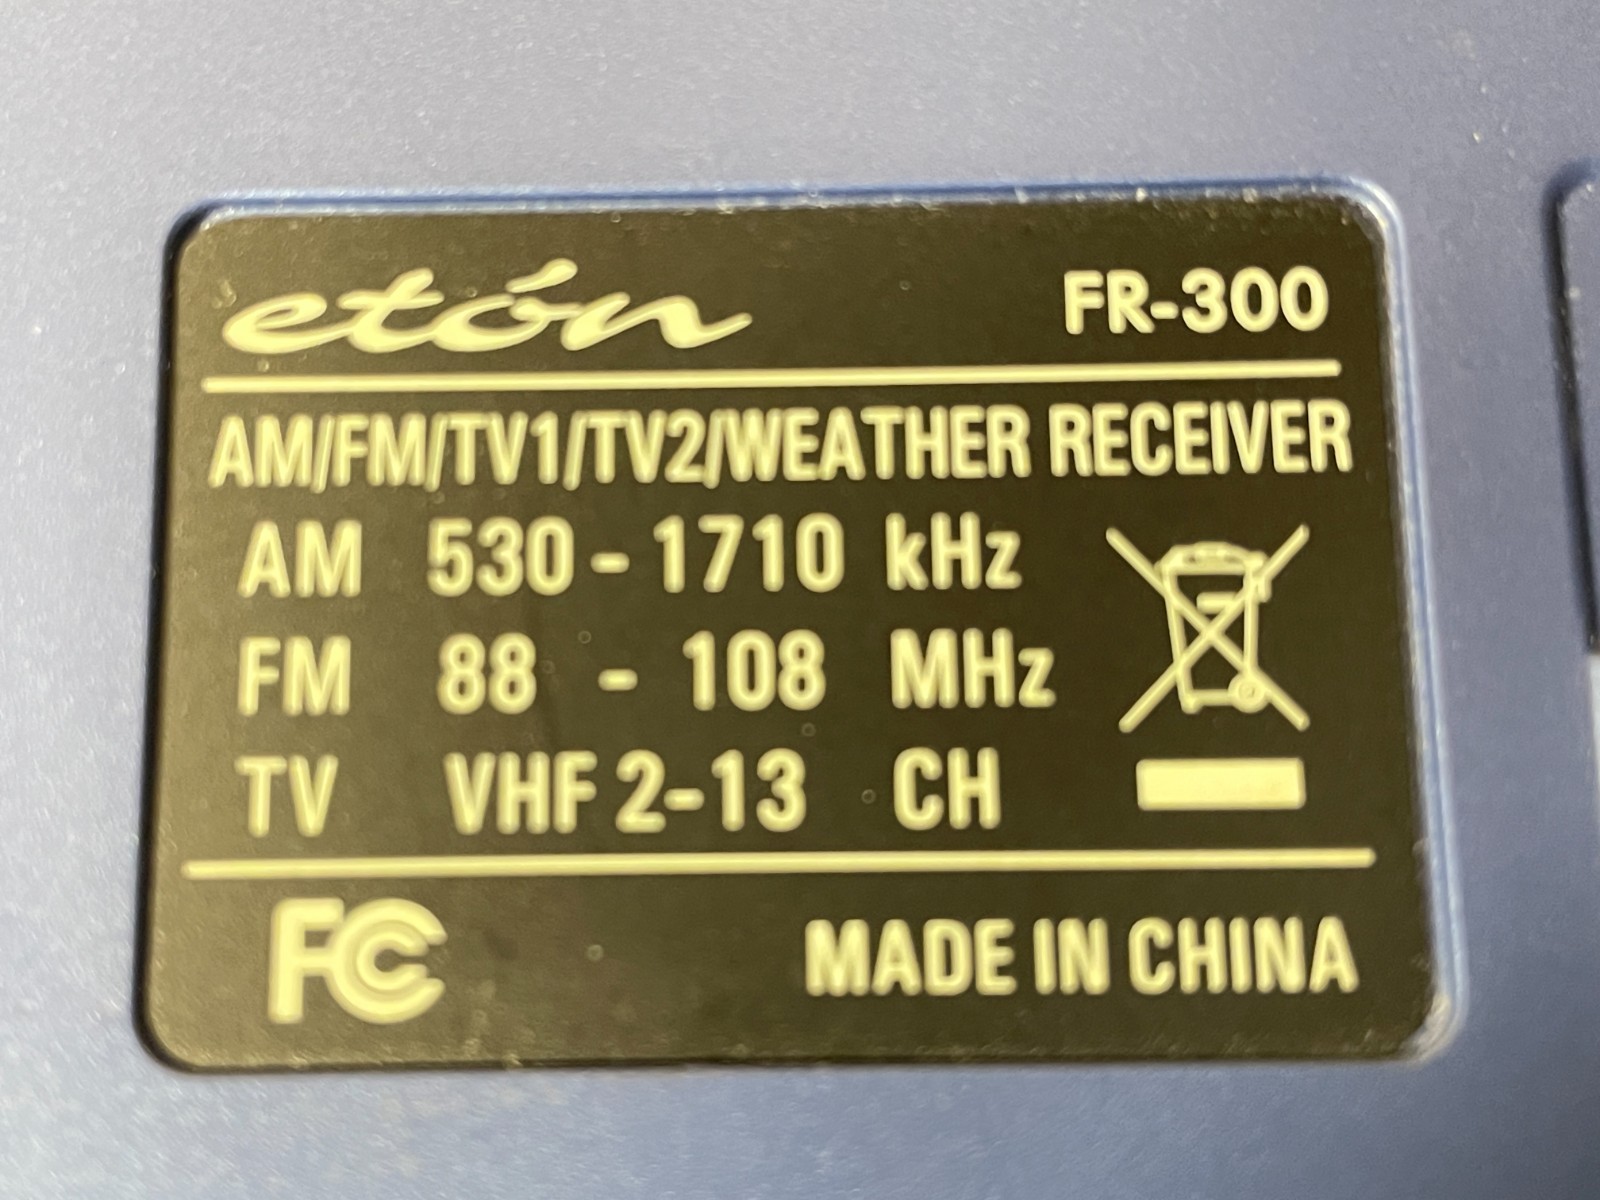 etón FR-300
AM/FM/TV1/TV2/WEATHER RECEIVER
AM 530 - 1710 kHz
FM 88 - 108 MHz
TV VHF 2-13 CH
FC MADE IN CHINA